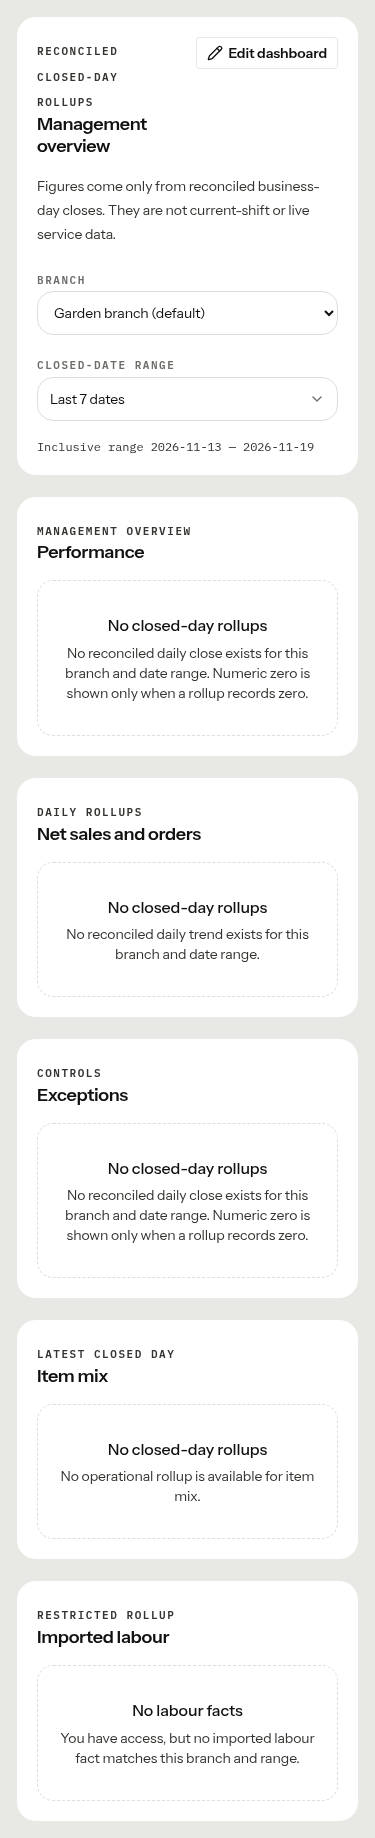 RECONCILED
CLOSED-DAY
ROLLUPS
Edit dashboard
Management
overview
Figures come only from reconciled business-
day closes. They are not current-shift or live
service data.
BRANCH
Garden branch (default)
CLOSED-DATE RANGE
Last 7 dates
Inclusive range 2026-11-13 — 2026-11-19
MANAGEMENT OVERVIEW
Performance
No closed-day rollups
No reconciled daily close exists for this
branch and date range. Numeric zero is
shown only when a rollup records zero.
DAILY ROLLUPS
Net sales and orders
No closed-day rollups
No reconciled daily trend exists for this
branch and date range.
CONTROLS
Exceptions
No closed-day rollups
No reconciled daily close exists for this
branch and date range. Numeric zero is
shown only when a rollup records zero.
LATEST CLOSED DAY
Item mix
No closed-day rollups
No operational rollup is available for item
mix.
RESTRICTED ROLLUP
Imported labour
No labour facts
You have access, but no imported labour
fact matches this branch and range.